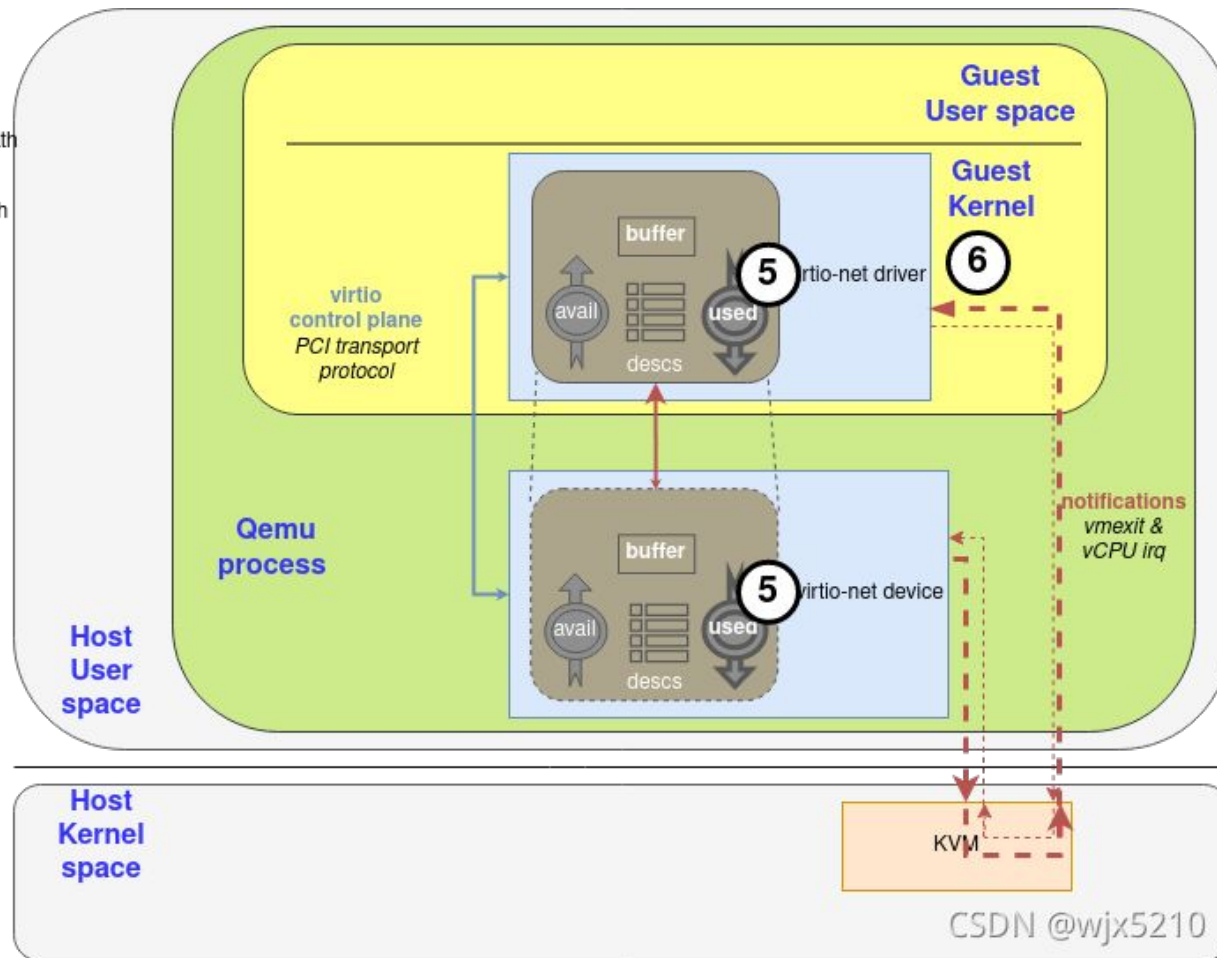 Guest
User space
th
h
Guest
Kernel
buffer
5
rtio-net driver
6
avail
used
descs
virtio
control plane
PCI transport
protocol
notifications
vmexit &
vCPU irq
Qemu
process
buffer
5
virtio-net device
avail
used
descs
Host
User
space
Host
Kernel
space
KVM
CSDN @wjx5210